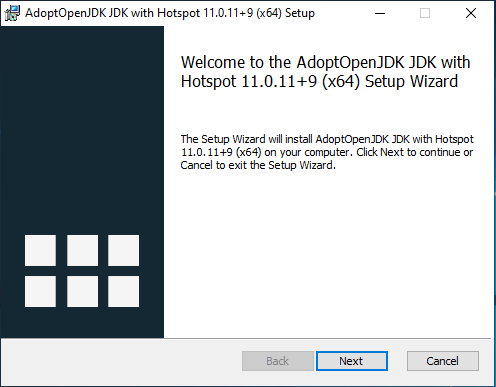 AdoptOpenJDK JDK with Hotspot 11.0.11+9 (x64) Setup
Welcome to the AdoptOpenJDK JDK with
Hotspot 11.0.11+9 (x64) Setup Wizard
The Setup Wizard will install AdoptOpenJDK JDK with Hotspot
11.0.11+9 (x64) on your computer. Click Next to continue or
Cancel to exit the Setup Wizard.
Back
Next
Cancel